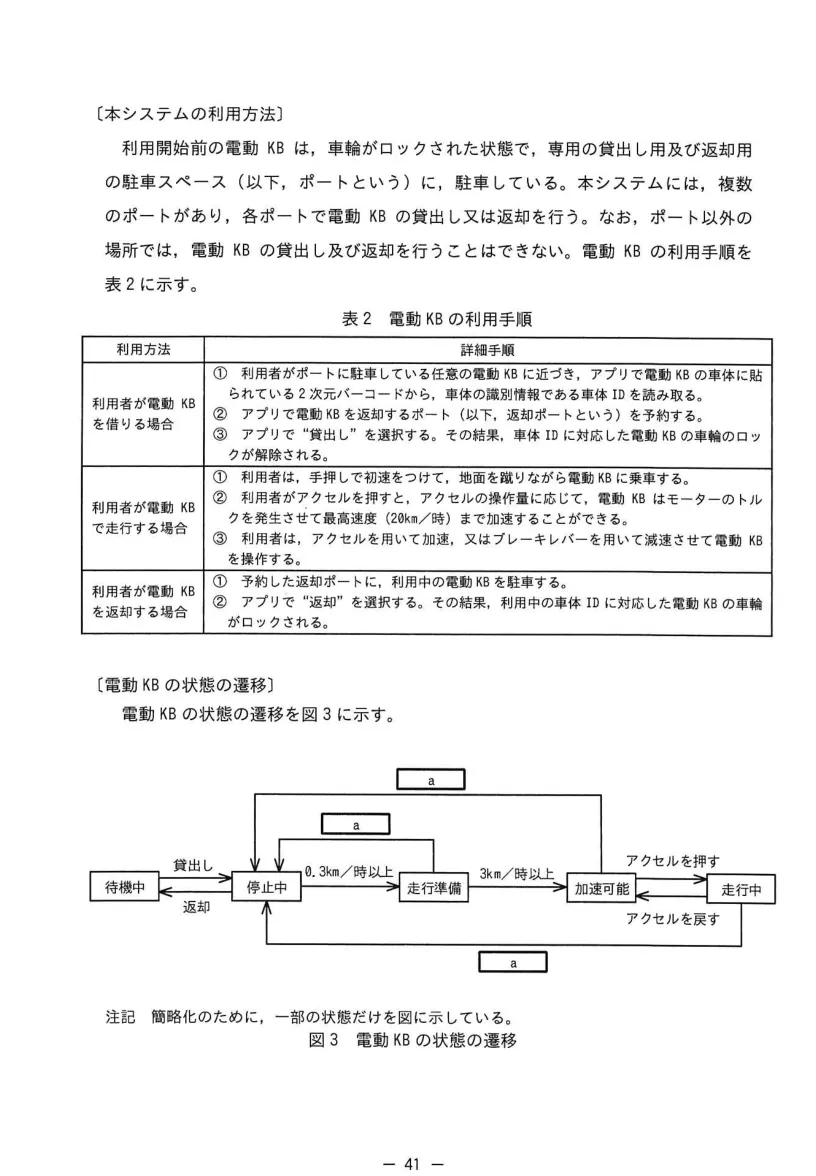 〔本システムの利用方法〕
利用開始前の電動 KB は，車輪がロックされた状態で，専用の貸出し用及び返却用
の駐車スペース（以下，ポートという）に，駐車している。本システムには，複数
のポートがあり，各ポートで電動 KB の貸出し又は返却を行う。なお，ポート以外の
場所では，電動 KB の貸出し及び返却を行うことはできない。電動 KB の利用手順を
表２に示す。
表２　電動 KB の利用手順
利用方法
詳細手順
利用者が電動 KB
を借りる場合
①　利用者がポートに駐車している任意の電動 KB に近づき，アプリで電動 KB の車体に貼
られている２次元バーコードから，車体の識別情報である車体 ID を読み取る。
②　アプリで電動 KB を返却するポート（以下，返却ポートという）を予約する。
③　アプリで“貸出し”を選択する。その結果，車体 ID に対応した電動 KB の車輪のロッ
クが解除される。
利用者が電動 KB
で走行する場合
①　利用者は，手押しで初速をつけて，地面を蹴りながら電動 KB に乗車する。
②　利用者がアクセルを押すと，アクセルの操作量に応じて，電動 KB はモーターのトル
クを発生させて最高速度（20km／時）まで加速することができる。
③　利用者は，アクセルを用いて加速，又はブレーキレバーを用いて減速させて電動 KB
を操作する。
利用者が電動 KB
を返却する場合
①　予約した返却ポートに，利用中の電動 KB を駐車する。
②　アプリで“返却”を選択する。その結果，利用中の車体 ID に対応した電動 KB の車輪
がロックされる。
〔電動 KB の状態の遷移〕
電動 KB の状態の遷移を図３に示す。
a
a
待機中
貸出し
返却
停止中
0.3km／時以上
走行準備
3km／時以上
加速可能
アクセルを押す
アクセルを戻す
走行中
a
注記　簡略化のために，一部の状態だけを図に示している。
図３　電動 KB の状態の遷移
－ 41 －